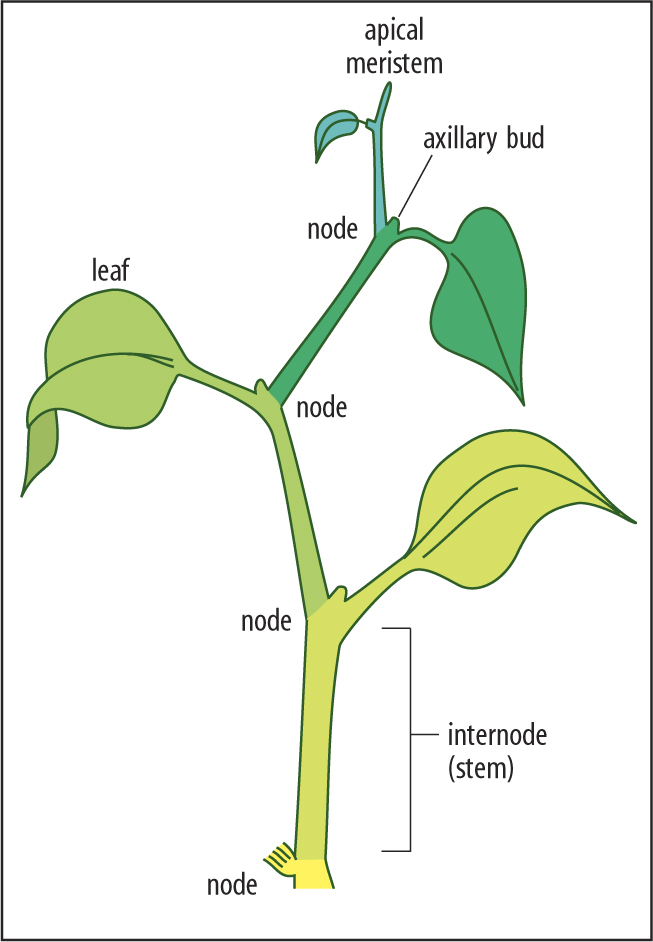 apical
meristem
axillary bud
node
leaf
node
node
internode
(stem)
node